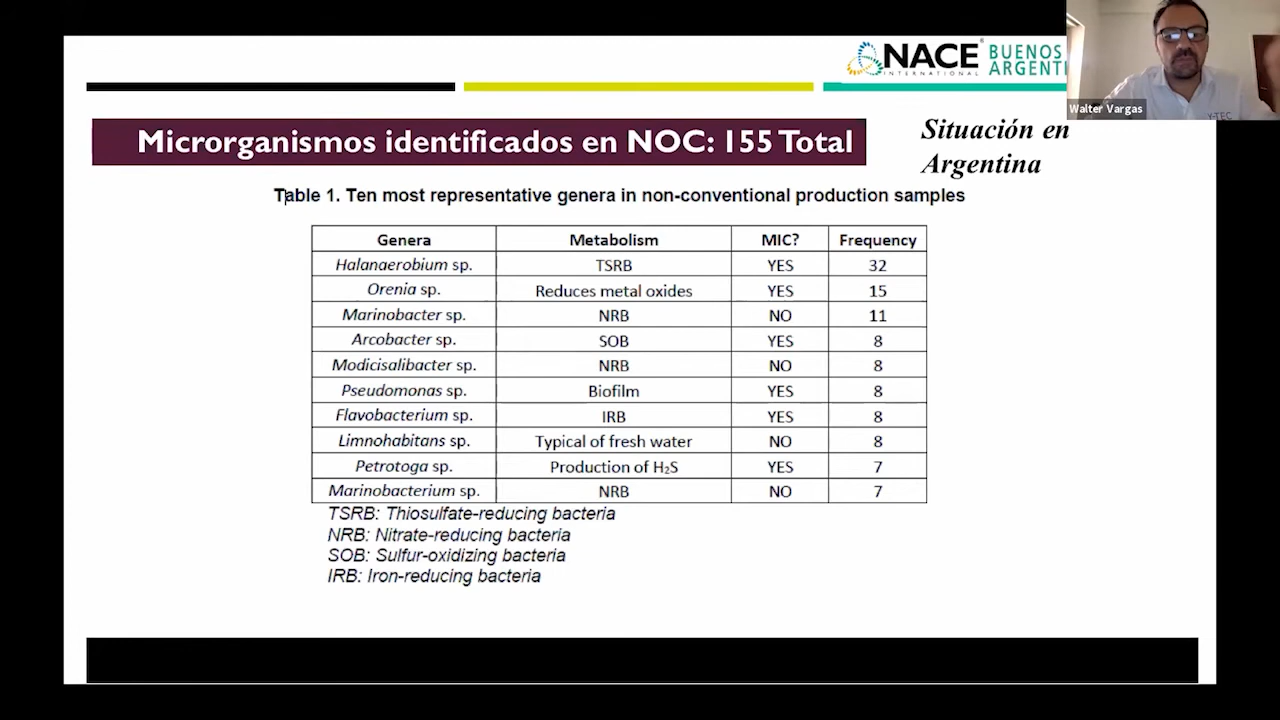 NACE
INTERNATIONAL
BUENOS
ARGENTI
Walter Vargas
Y-TEC
Microrganismos identificados en NOC: 155 Total
Situación en
Argentina
Table 1. Ten most representative genera in non-conventional production samples
Genera Metabolism MIC? Frequency
Halanaerobium sp. TSRB YES 32
Orenia sp. Reduces metal oxides YES 15
Marinobacter sp. NRB NO 11
Arcobacter sp. SOB YES 8
Modicisalibacter sp. NRB NO 8
Pseudomonas sp. Biofilm YES 8
Flavobacterium sp. IRB YES 8
Limnohabitans sp. Typical of fresh water NO 8
Petrotoga sp. Production of H₂S YES 7
Marinobacterium sp. NRB NO 7
TSRB: Thiosulfate-reducing bacteria
NRB: Nitrate-reducing bacteria
SOB: Sulfur-oxidizing bacteria
IRB: Iron-reducing bacteria